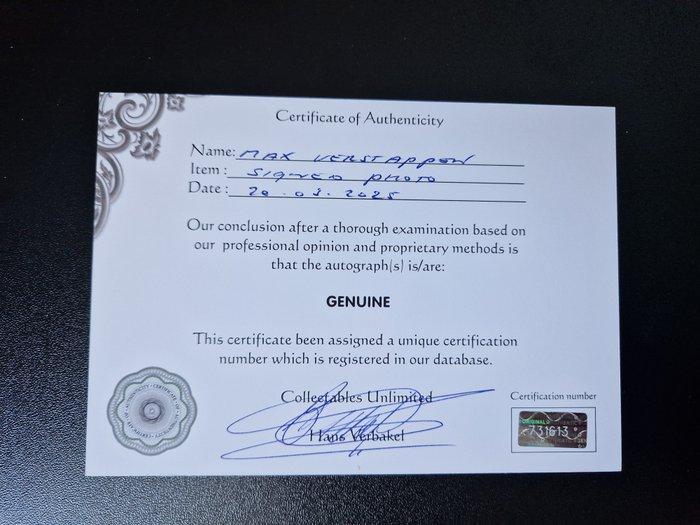 Certificate of Authenticity
Name: MAX VERSTAPPEN
Item : SIGNED PHOTO
Date : 20.03.2025
Our conclusion after a thorough examination based on
our professional opinion and proprietary methods is
that the autograph(s) is/are:
GENUINE
This certificate been assigned a unique certification
number which is registered in our database.
Collectables Unlimited
Hans Verbakel
Certification number
ORIGINAL
731613